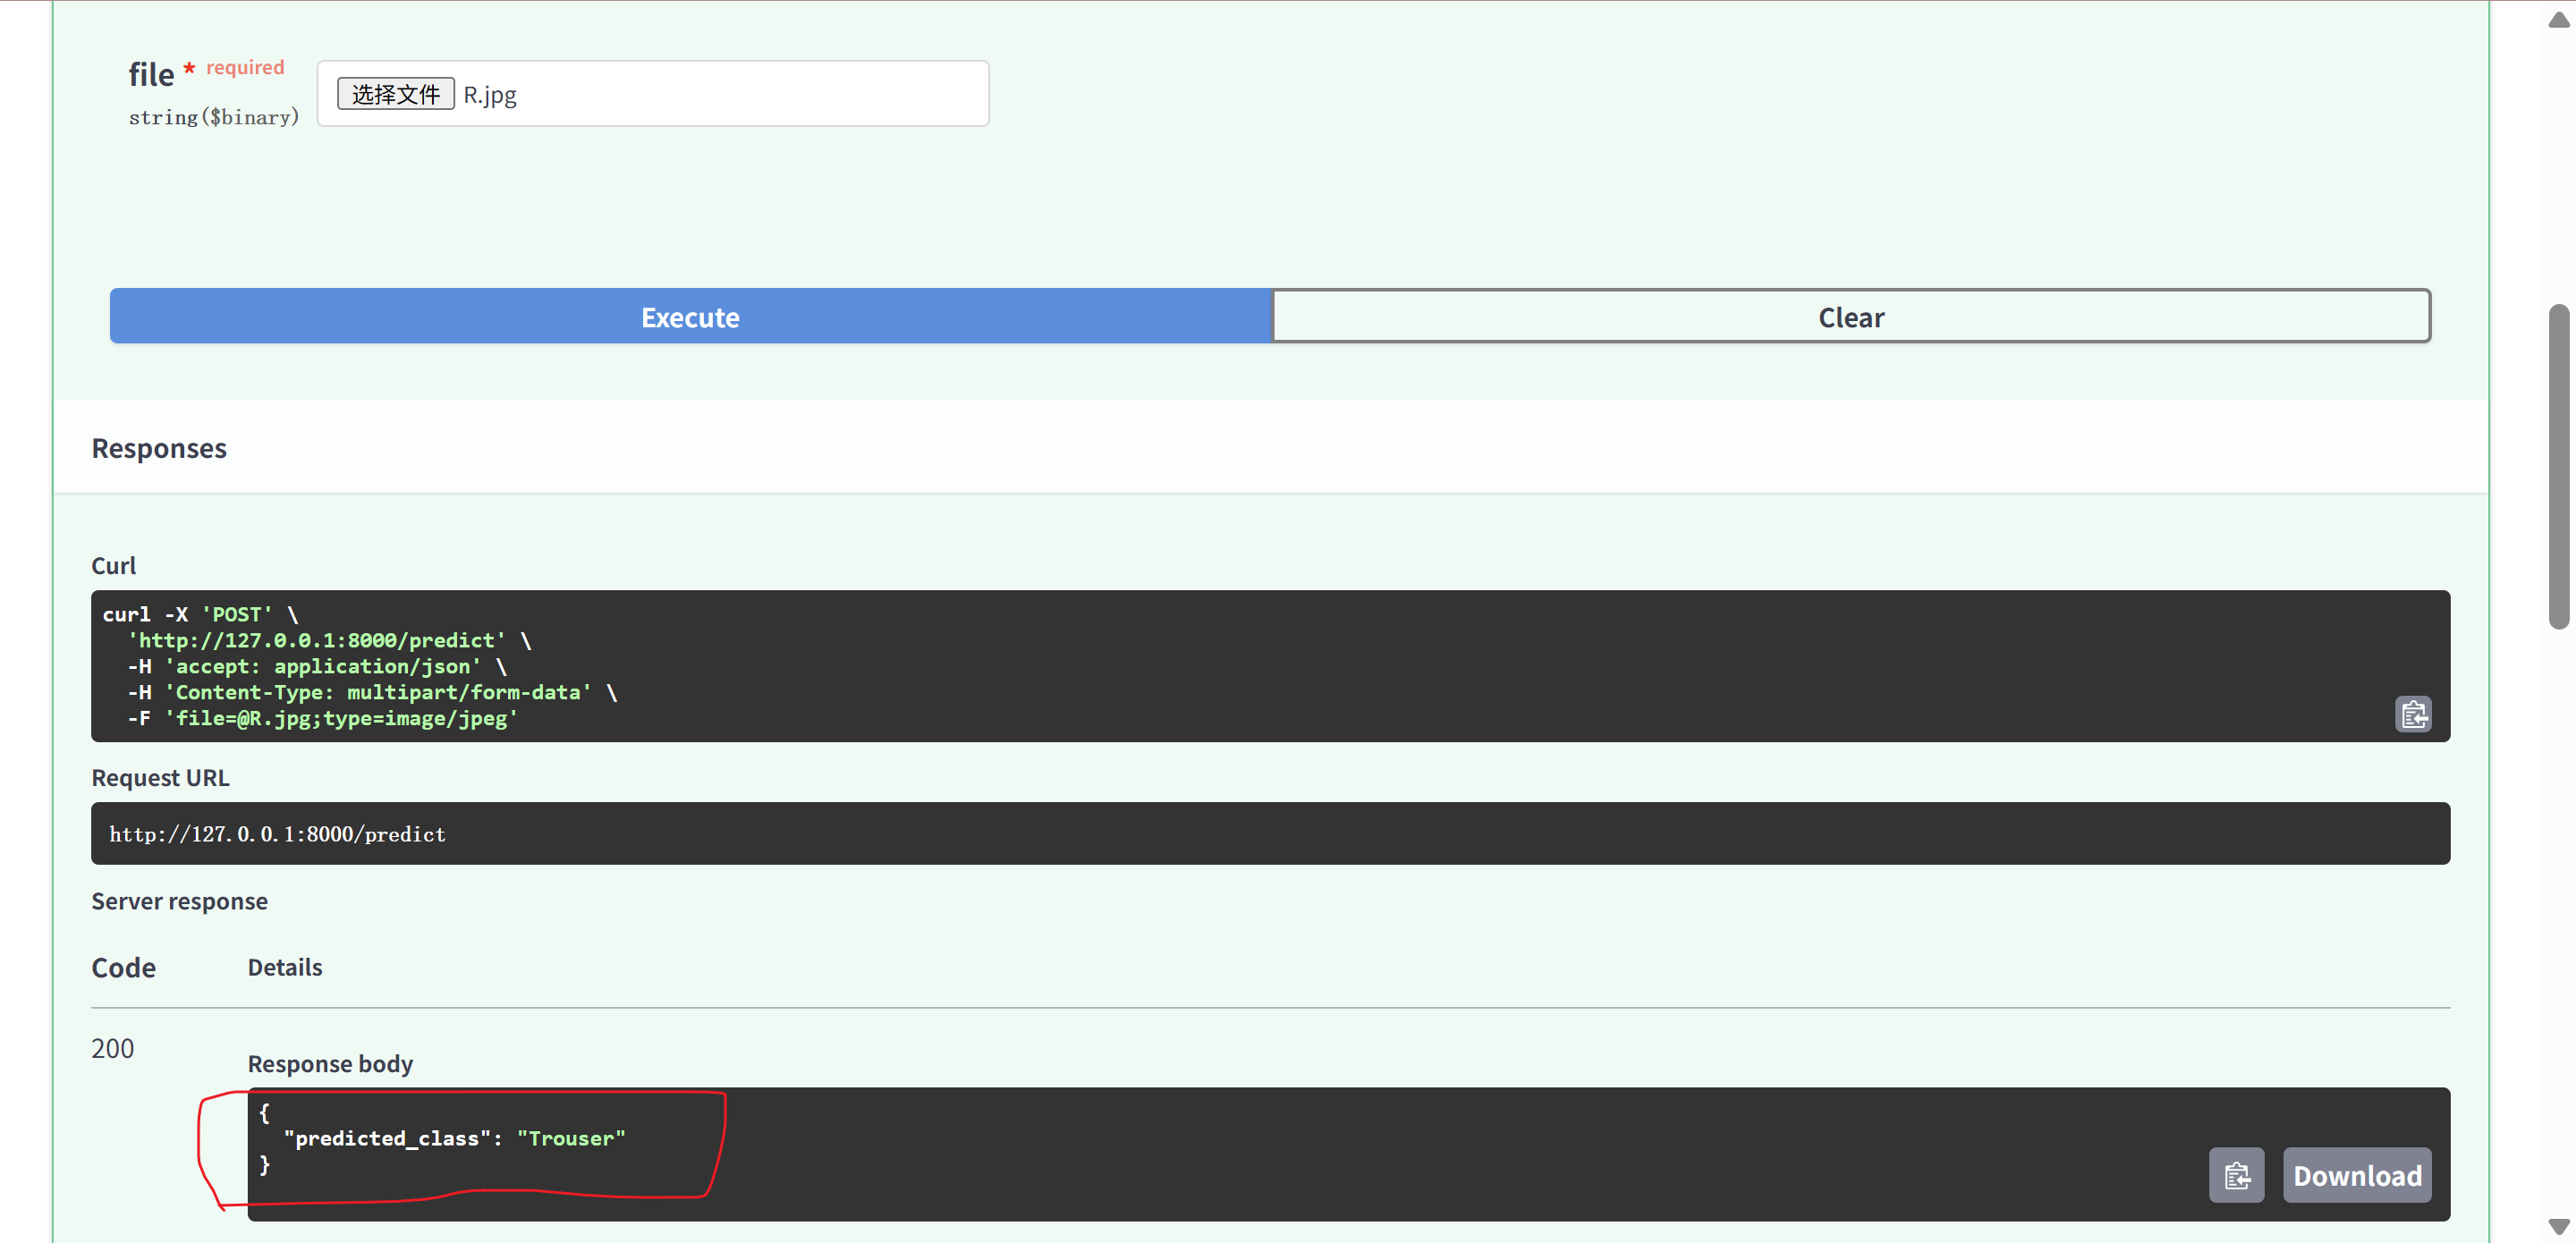 file * required
string($binary)
选择文件 R.jpg
Execute
Clear
Responses
Curl
curl -X 'POST' \
  'http://127.0.0.1:8000/predict' \
  -H 'accept: application/json' \
  -H 'Content-Type: multipart/form-data' \
  -F 'file=@R.jpg;type=image/jpeg'
Request URL
http://127.0.0.1:8000/predict
Server response
Code Details
200
Response body
{
  "predicted_class": "Trouser"
}
Download